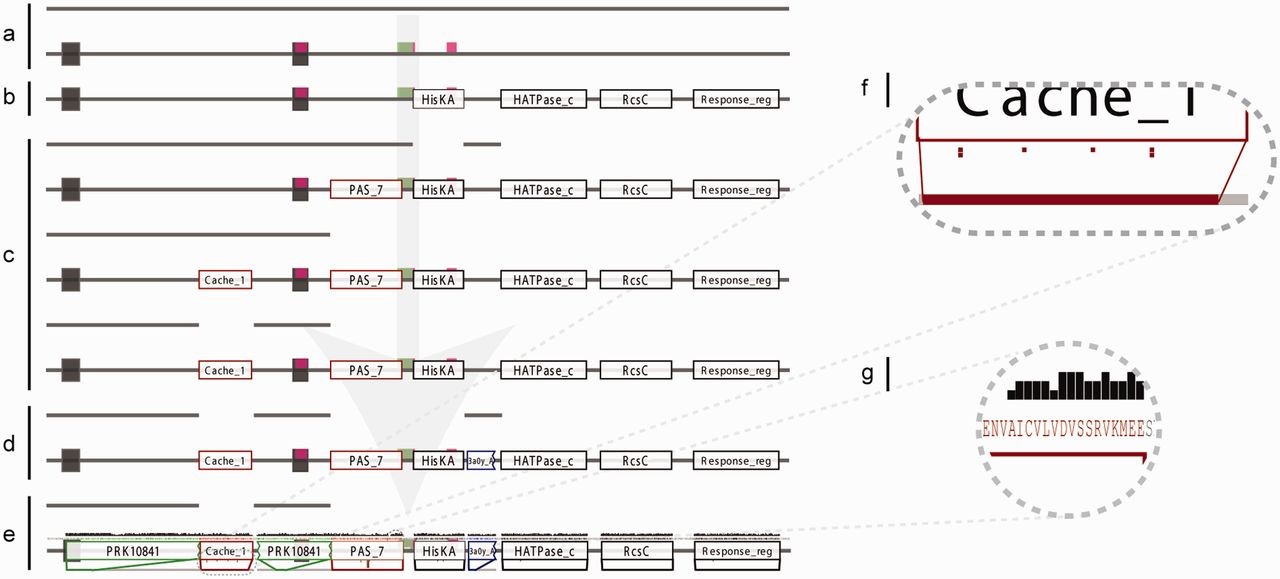 a
b
HisKA HATPase_c RcsC Response_reg
c
PAS_7 HisKA HATPase_c RcsC Response_reg
Cache_1 PAS_7 HisKA HATPase_c RcsC Response_reg
Cache_1 PAS_7 HisKA HATPase_c RcsC Response_reg
d
Cache_1 PAS_7 HisKA 3a0y_A HATPase_c RcsC Response_reg
e
PRK10841 Cache_1 PRK10841 PAS_7 HisKA 3a0y_A HATPase_c RcsC Response_reg
f
Cache_1
g
ENVAICVLVDVSSRVKMEES